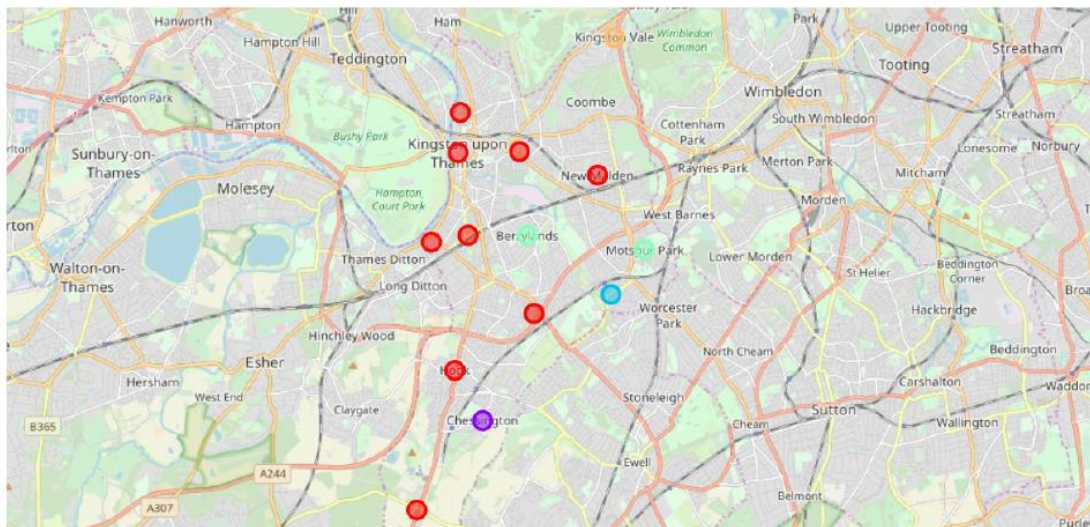 Hanworth
Hampton Hill
Ham
Kingston Vale
Wimbledon
Common
Park
Upper Tooting
Streatham
Teddington
Tooting
Kempton Park
Hampton
Bushy Park
Coombe
Wimbledon
Streatham
Cottenham
Park
South Wimbledon
Sunbury-on-
Thames
Kingston upon
Thames
Raynes Park
Merton Park
Lonesome
Norbury
Molesey
Hampton
Court Park
New Malden
Mitcham
West Barnes
Morden
Walton-on-
Thames
Thames Ditton
Berrylands
Motspur Park
Lower Morden
Long Ditton
St Helier
Beddington
Corner
Hinchley Wood
Worcester
Park
Hackbridge
Esher
Hook
North Cheam
Beddington
Hersham
West End
Claygate
Stoneleigh
Carshalton
B365
Chessington
Cheam
Sutton
Wallington
A244
Ewell
A307
Belmont